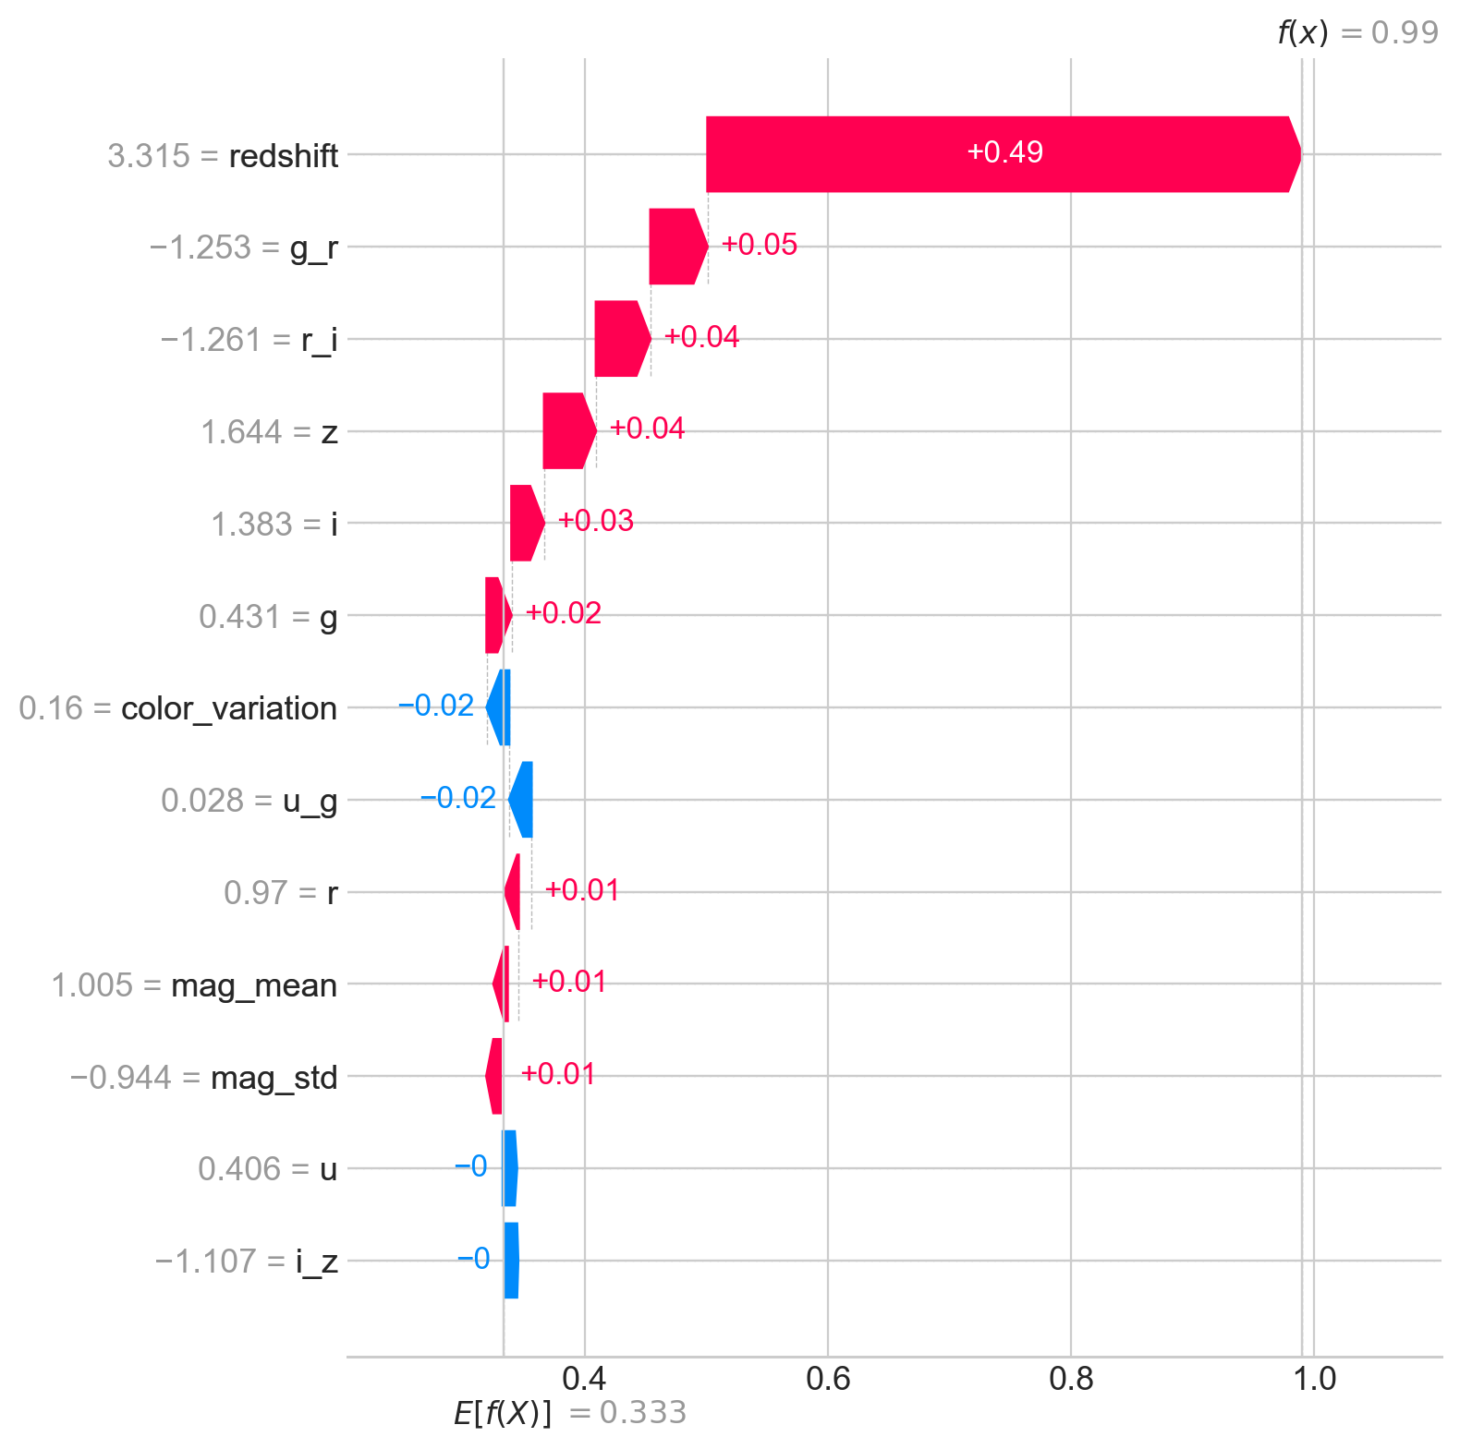 f(x) = 0.99
3.315 = redshift +0.49
−1.253 = g_r +0.05
−1.261 = r_i +0.04
1.644 = z +0.04
1.383 = i +0.03
0.431 = g +0.02
0.16 = color_variation −0.02
0.028 = u_g −0.02
0.97 = r +0.01
1.005 = mag_mean +0.01
−0.944 = mag_std +0.01
0.406 = u −0
−1.107 = i_z −0
0.4 0.6 0.8 1.0
E[f(X)] = 0.333